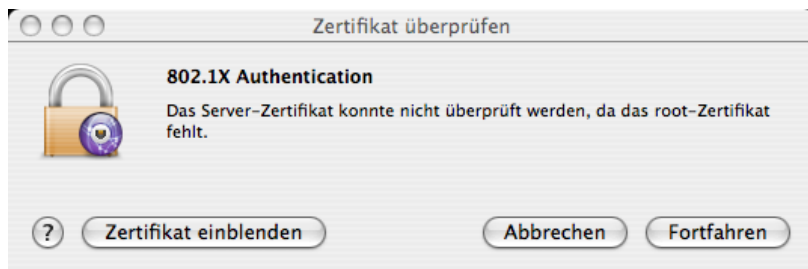 Zertifikat überprüfen
802.1X Authentication
Das Server-Zertifikat konnte nicht überprüft werden, da das root-Zertifikat
fehlt.
? Zertifikat einblenden Abbrechen Fortfahren